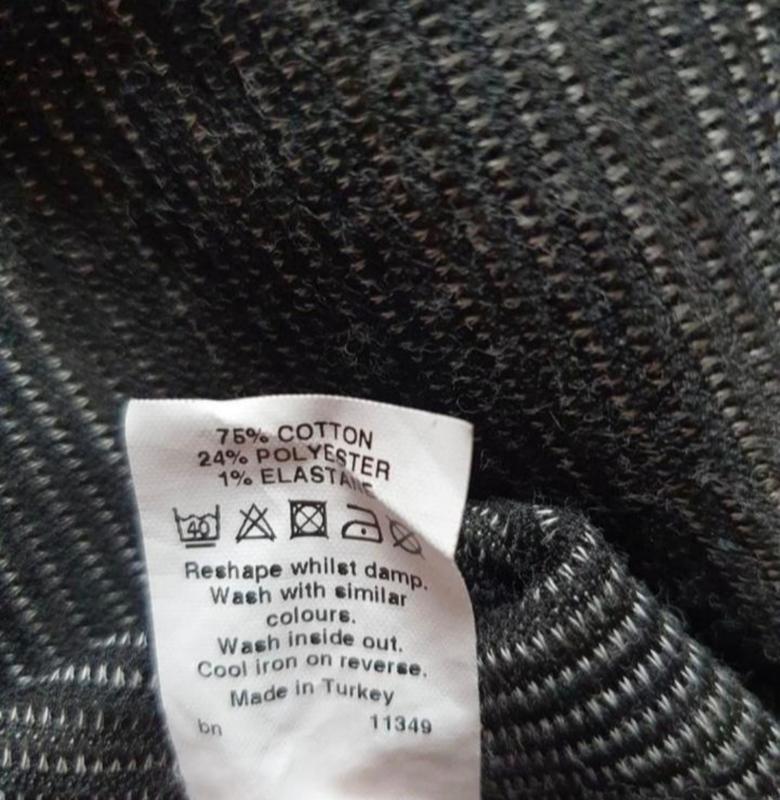 75% COTTON
24% POLYESTER
1% ELASTANE
40
Reshape whilst damp.
Wash with similar
colours.
Wash inside out.
Cool iron on reverse.
Made in Turkey
bn 11349